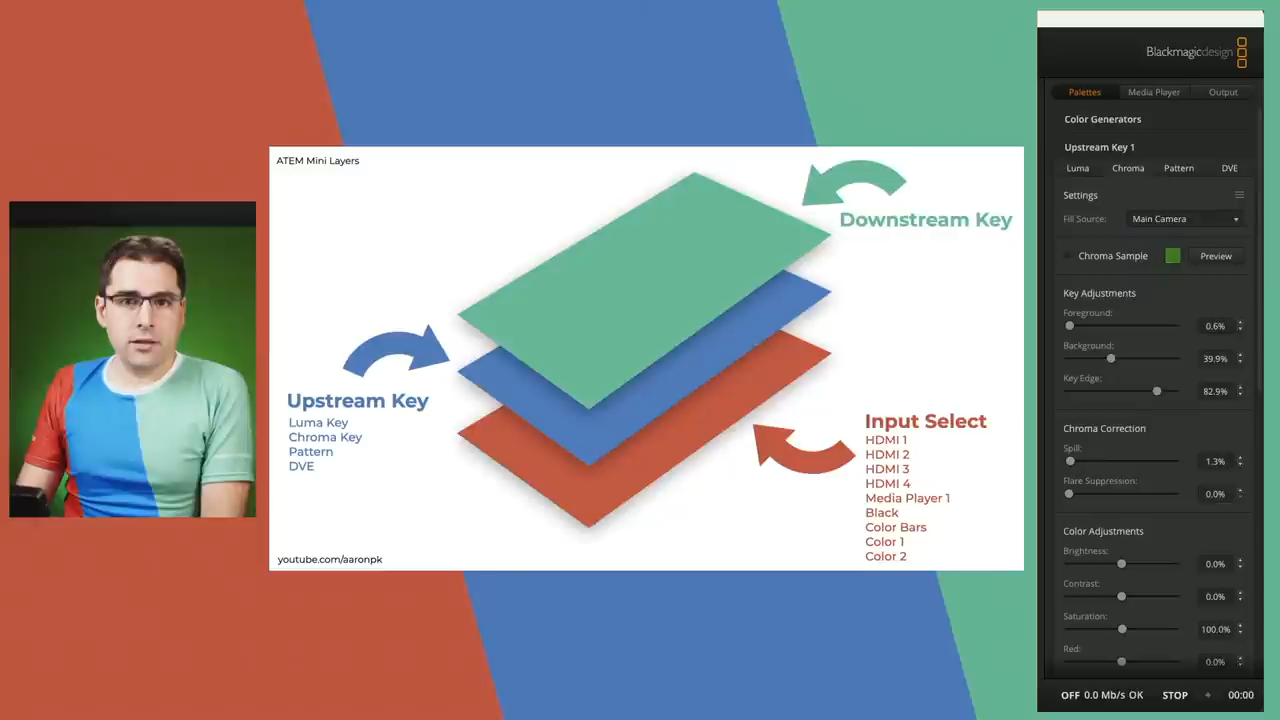 ATEM Mini Layers
Downstream Key
Upstream Key
Luma Key
Chroma Key
Pattern
DVE
Input Select
HDMI 1
HDMI 2
HDMI 3
HDMI 4
Media Player 1
Black
Color Bars
Color 1
Color 2
youtube.com/aaronpk
Blackmagicdesign
Palettes Media Player Output
Color Generators
Upstream Key 1
Luma Chroma Pattern DVE
Settings
Fill Source: Main Camera
Chroma Sample Preview
Key Adjustments
Foreground:
0.6%
Background:
39.9%
Key Edge:
82.9%
Chroma Correction
Spill:
1.3%
Flare Suppression:
0.0%
Color Adjustments
Brightness:
0.0%
Contrast:
0.0%
Saturation:
100.0%
Red:
0.0%
OFF 0.0 Mb/s OK STOP 00:00